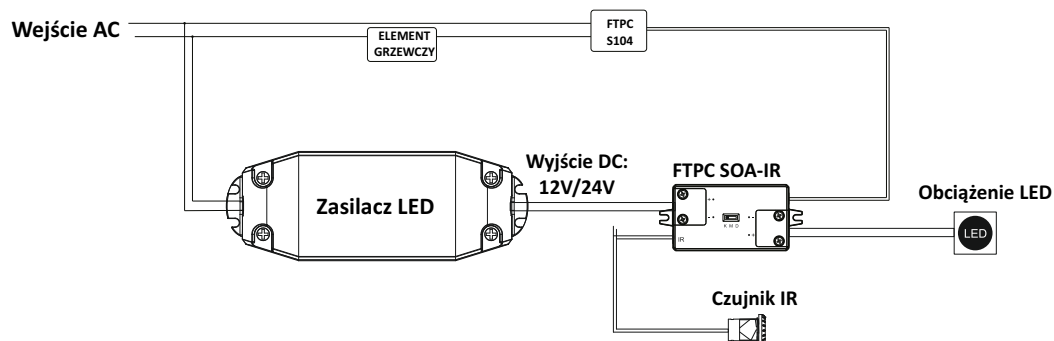 Wejście AC
ELEMENT
GRZEWCZY
FTPC
S104
Wyjście DC:
12V/24V
FTPC SOA-IR
Obciążenie LED
Zasilacz LED
K M D
IR
LED
Czujnik IR